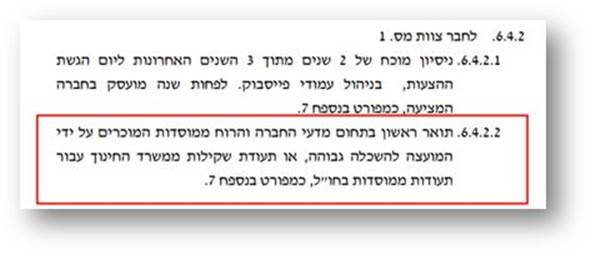 6.4.2. לחבר צוות מס. 1
6.4.2.1. ניסיון מוכח של 2 שנים מתוך 3 השנים האחרונות ליום הגשת
ההצעות, בניהול עמודי פייסבוק. לפחות שנה מועסק בחברה
המציעה, כמפורט בנספח 7.
6.4.2.2. תואר ראשון בתחום מדעי החברה והרוח ממוסדות המוכרים על ידי
המועצה להשכלה גבוהה, או תעודת שקילות ממשרד החינוך עבור
תעודות ממוסדות בחו״ל, כמפורט בנספח 7.